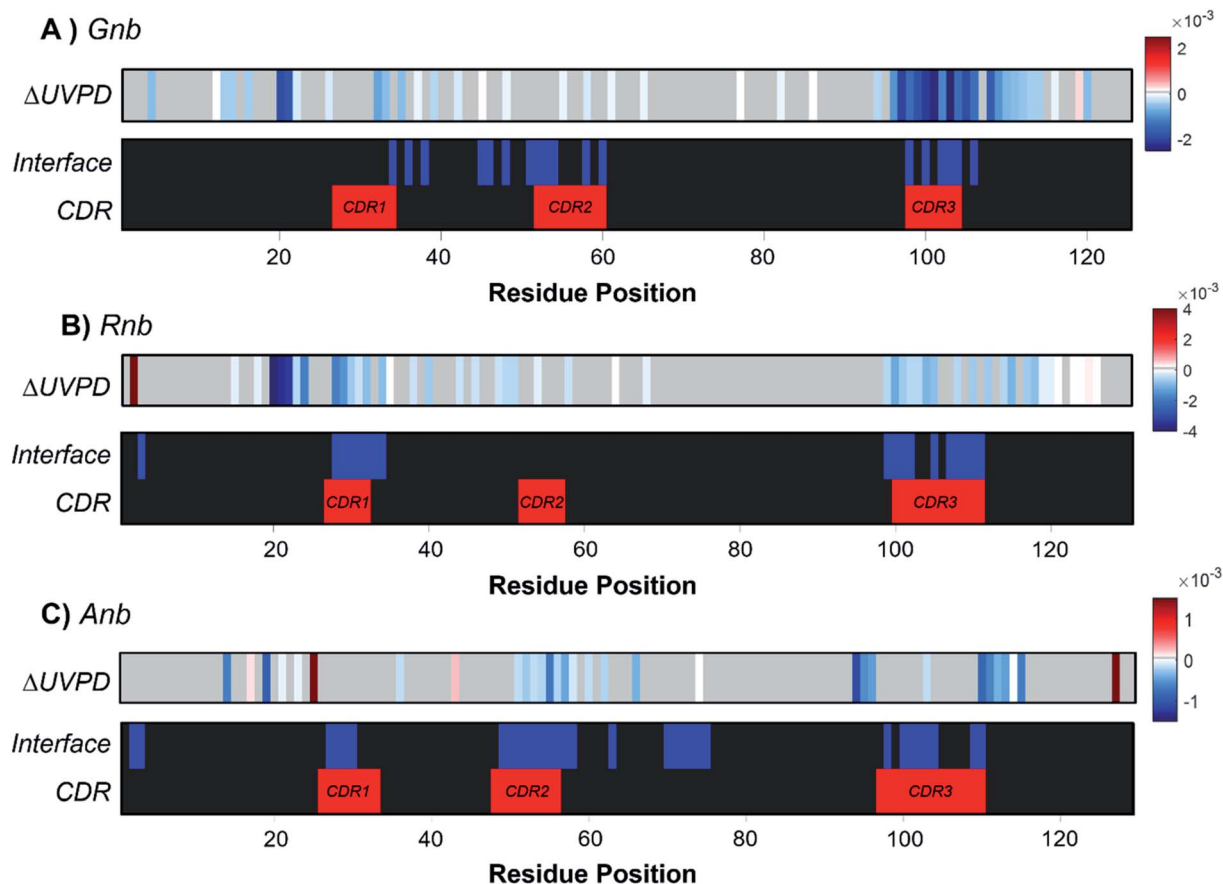 A ) Gnb
×10⁻³
ΔUVPD
2
0
-2
Interface
CDR
CDR1
CDR2
CDR3
20 40 60 80 100 120
Residue Position
B) Rnb
×10⁻³
ΔUVPD
4
2
0
-2
-4
Interface
CDR
CDR1
CDR2
CDR3
20 40 60 80 100 120
Residue Position
C) Anb
×10⁻³
ΔUVPD
1
0
-1
Interface
CDR
CDR1
CDR2
CDR3
20 40 60 80 100 120
Residue Position